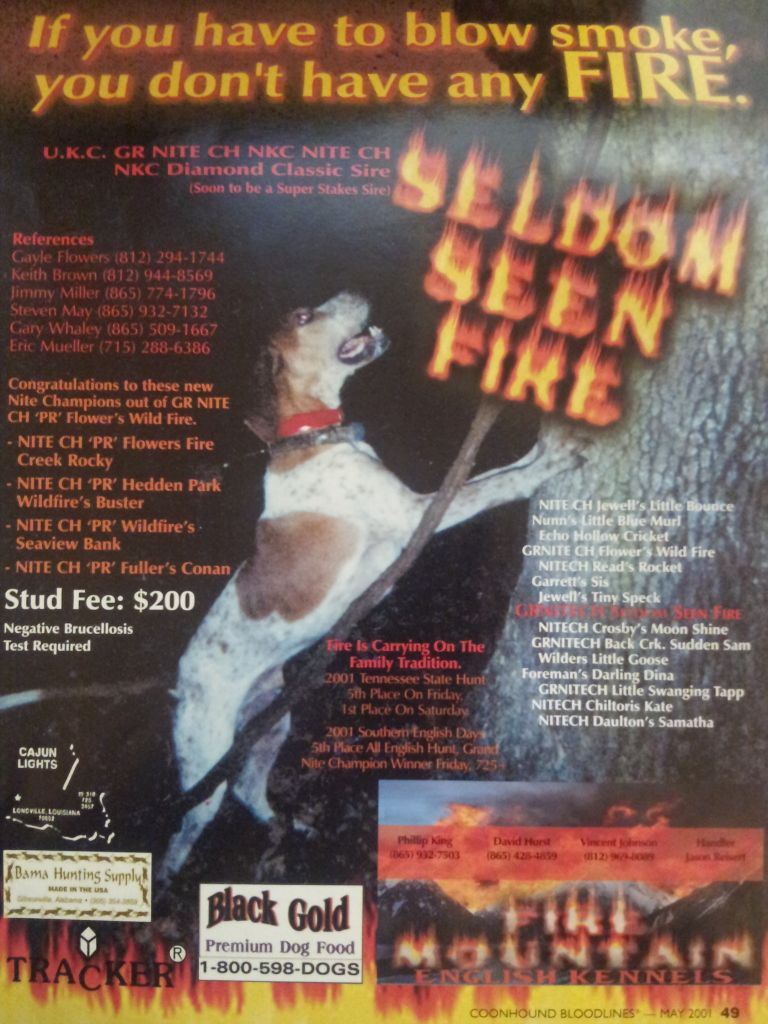 If you have to blow smoke,
you don't have any FIRE.
U.K.C. GR NITE CH NKC NITE CH
NKC Diamond Classic Sire
(Soon to be a Super Stakes Sire)
SELDOM
SEEN
FIRE
References
Gayle Flowers (812) 294-1744
Keith Brown (812) 944-8569
Jimmy Miller (865) 774-1796
Steven May (865) 932-7132
Gary Whaley (865) 509-1667
Eric Mueller (715) 288-6386
Congratulations to these new
Nite Champions out of GR NITE
CH 'PR' Flower's Wild Fire.
- NITE CH 'PR' Flowers Fire
Creek Rocky
- NITE CH 'PR' Hedden Park
Wildfire's Buster
- NITE CH 'PR' Wildfire's
Seaview Bank
- NITE CH 'PR' Fuller's Conan
Stud Fee: $200
Negative Brucellosis
Test Required
NITE CH Jewell's Little Bounce
Nunn's Little Blue Murl
Echo Hollow Cricket
GRNITE CH Flower's Wild Fire
NITECH Read's Rocket
Garrett's Sis
Jewell's Tiny Speck
GRNITECH Seldom Seen Fire
NITECH Crosby's Moon Shine
GRNITECH Back Crk. Sudden Sam
Wilders Little Goose
Foreman's Darling Dina
GRNITECH Little Swanging Tapp
NITECH Chiltoris Kate
NITECH Daulton's Samatha
Fire Is Carrying On The
Family Tradition.
2001 Tennessee State Hunt
5th Place On Friday,
1st Place On Saturday
2001 Southern English Days
5th Place All English Hunt, Grand
Nite Champion Winner Friday, 725+
CAJUN
LIGHTS
LONGVILLE, LOUISIANA
Bama Hunting Supply
MADE IN THE USA
TRACKER®
Black Gold
Premium Dog Food
1-800-598-DOGS
Phillip King
(865) 932-7503
David Hurst
(865) 428-4859
Vincent Johnson
(812) 969-8089
Handler
Jason Reisert
FIRE
MOUNTAIN
ENGLISH KENNELS
COONHOUND BLOODLINES® — MAY 2001 49